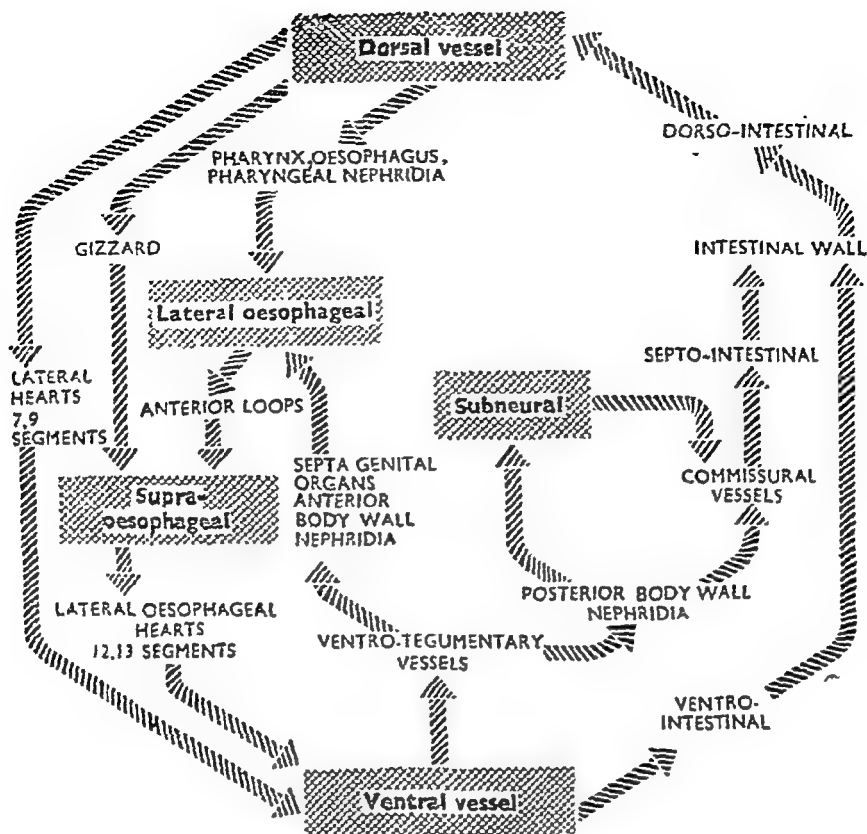 Dorsal vessel
DORSO-INTESTINAL
PHARYNX, OESOPHAGUS,
PHARYNGEAL NEPHRIDIA
GIZZARD
INTESTINAL WALL
Lateral oesophageal
SEPTO-INTESTINAL
LATERAL
HEARTS
7,9
SEGMENTS
ANTERIOR LOOPS
Subneural
SEPTA GENITAL
ORGANS
ANTERIOR
BODY WALL
NEPHRIDIA
COMMISSURAL
VESSELS
Supra-
oesophageal
POSTERIOR BODY WALL
NEPHRIDIA
LATERAL OESOPHAGEAL
HEARTS
12,13 SEGMENTS
VENTRO-TEGUMENTARY
VESSELS
VENTRO-
INTESTINAL
Ventral vessel